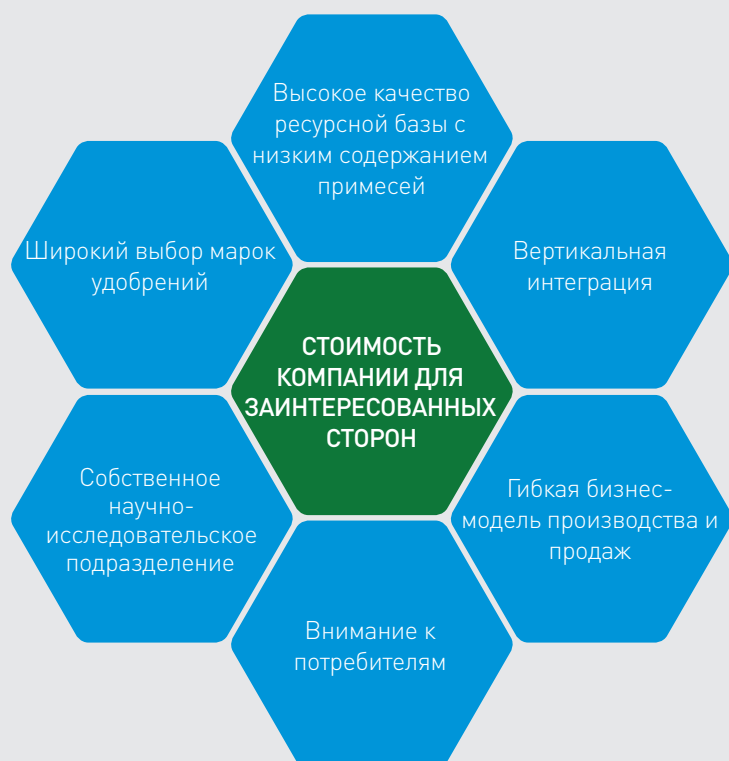 Высокое качество
ресурсной базы с
низким содержанием
примесей
Широкий выбор марок
удобрений
Вертикальная
интеграция
СТОИМОСТЬ
КОМПАНИИ ДЛЯ
ЗАИНТЕРЕСОВАННЫХ
СТОРОН
Собственное
научно-
исследовательское
подразделение
Гибкая бизнес-
модель производства и
продаж
Внимание к
потребителям